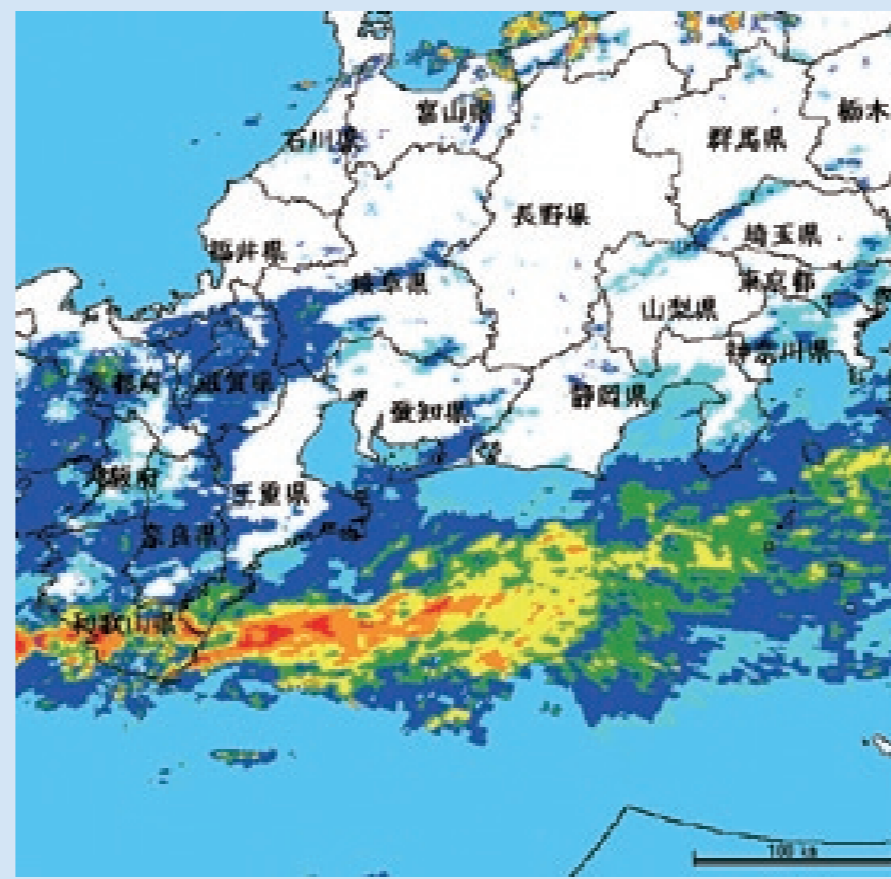 富山県
栃木
石川県
群馬県
長野県
埼玉県
福井県
岐阜県
東京都
山梨県
神奈川県
京都府
滋賀県
静岡県
愛知県
大阪府
三重県
奈良県
和歌山県
100 km